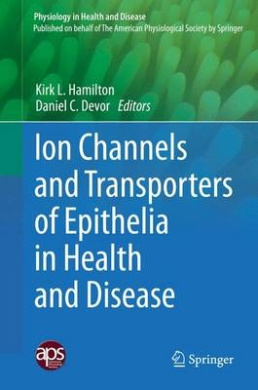 Physiology in Health and Disease
Published on behalf of The American Physiological Society by Springer
Kirk L. Hamilton
Daniel C. Devor Editors
Ion Channels
and Transporters
of Epithelia
in Health
and Disease
aps
Springer